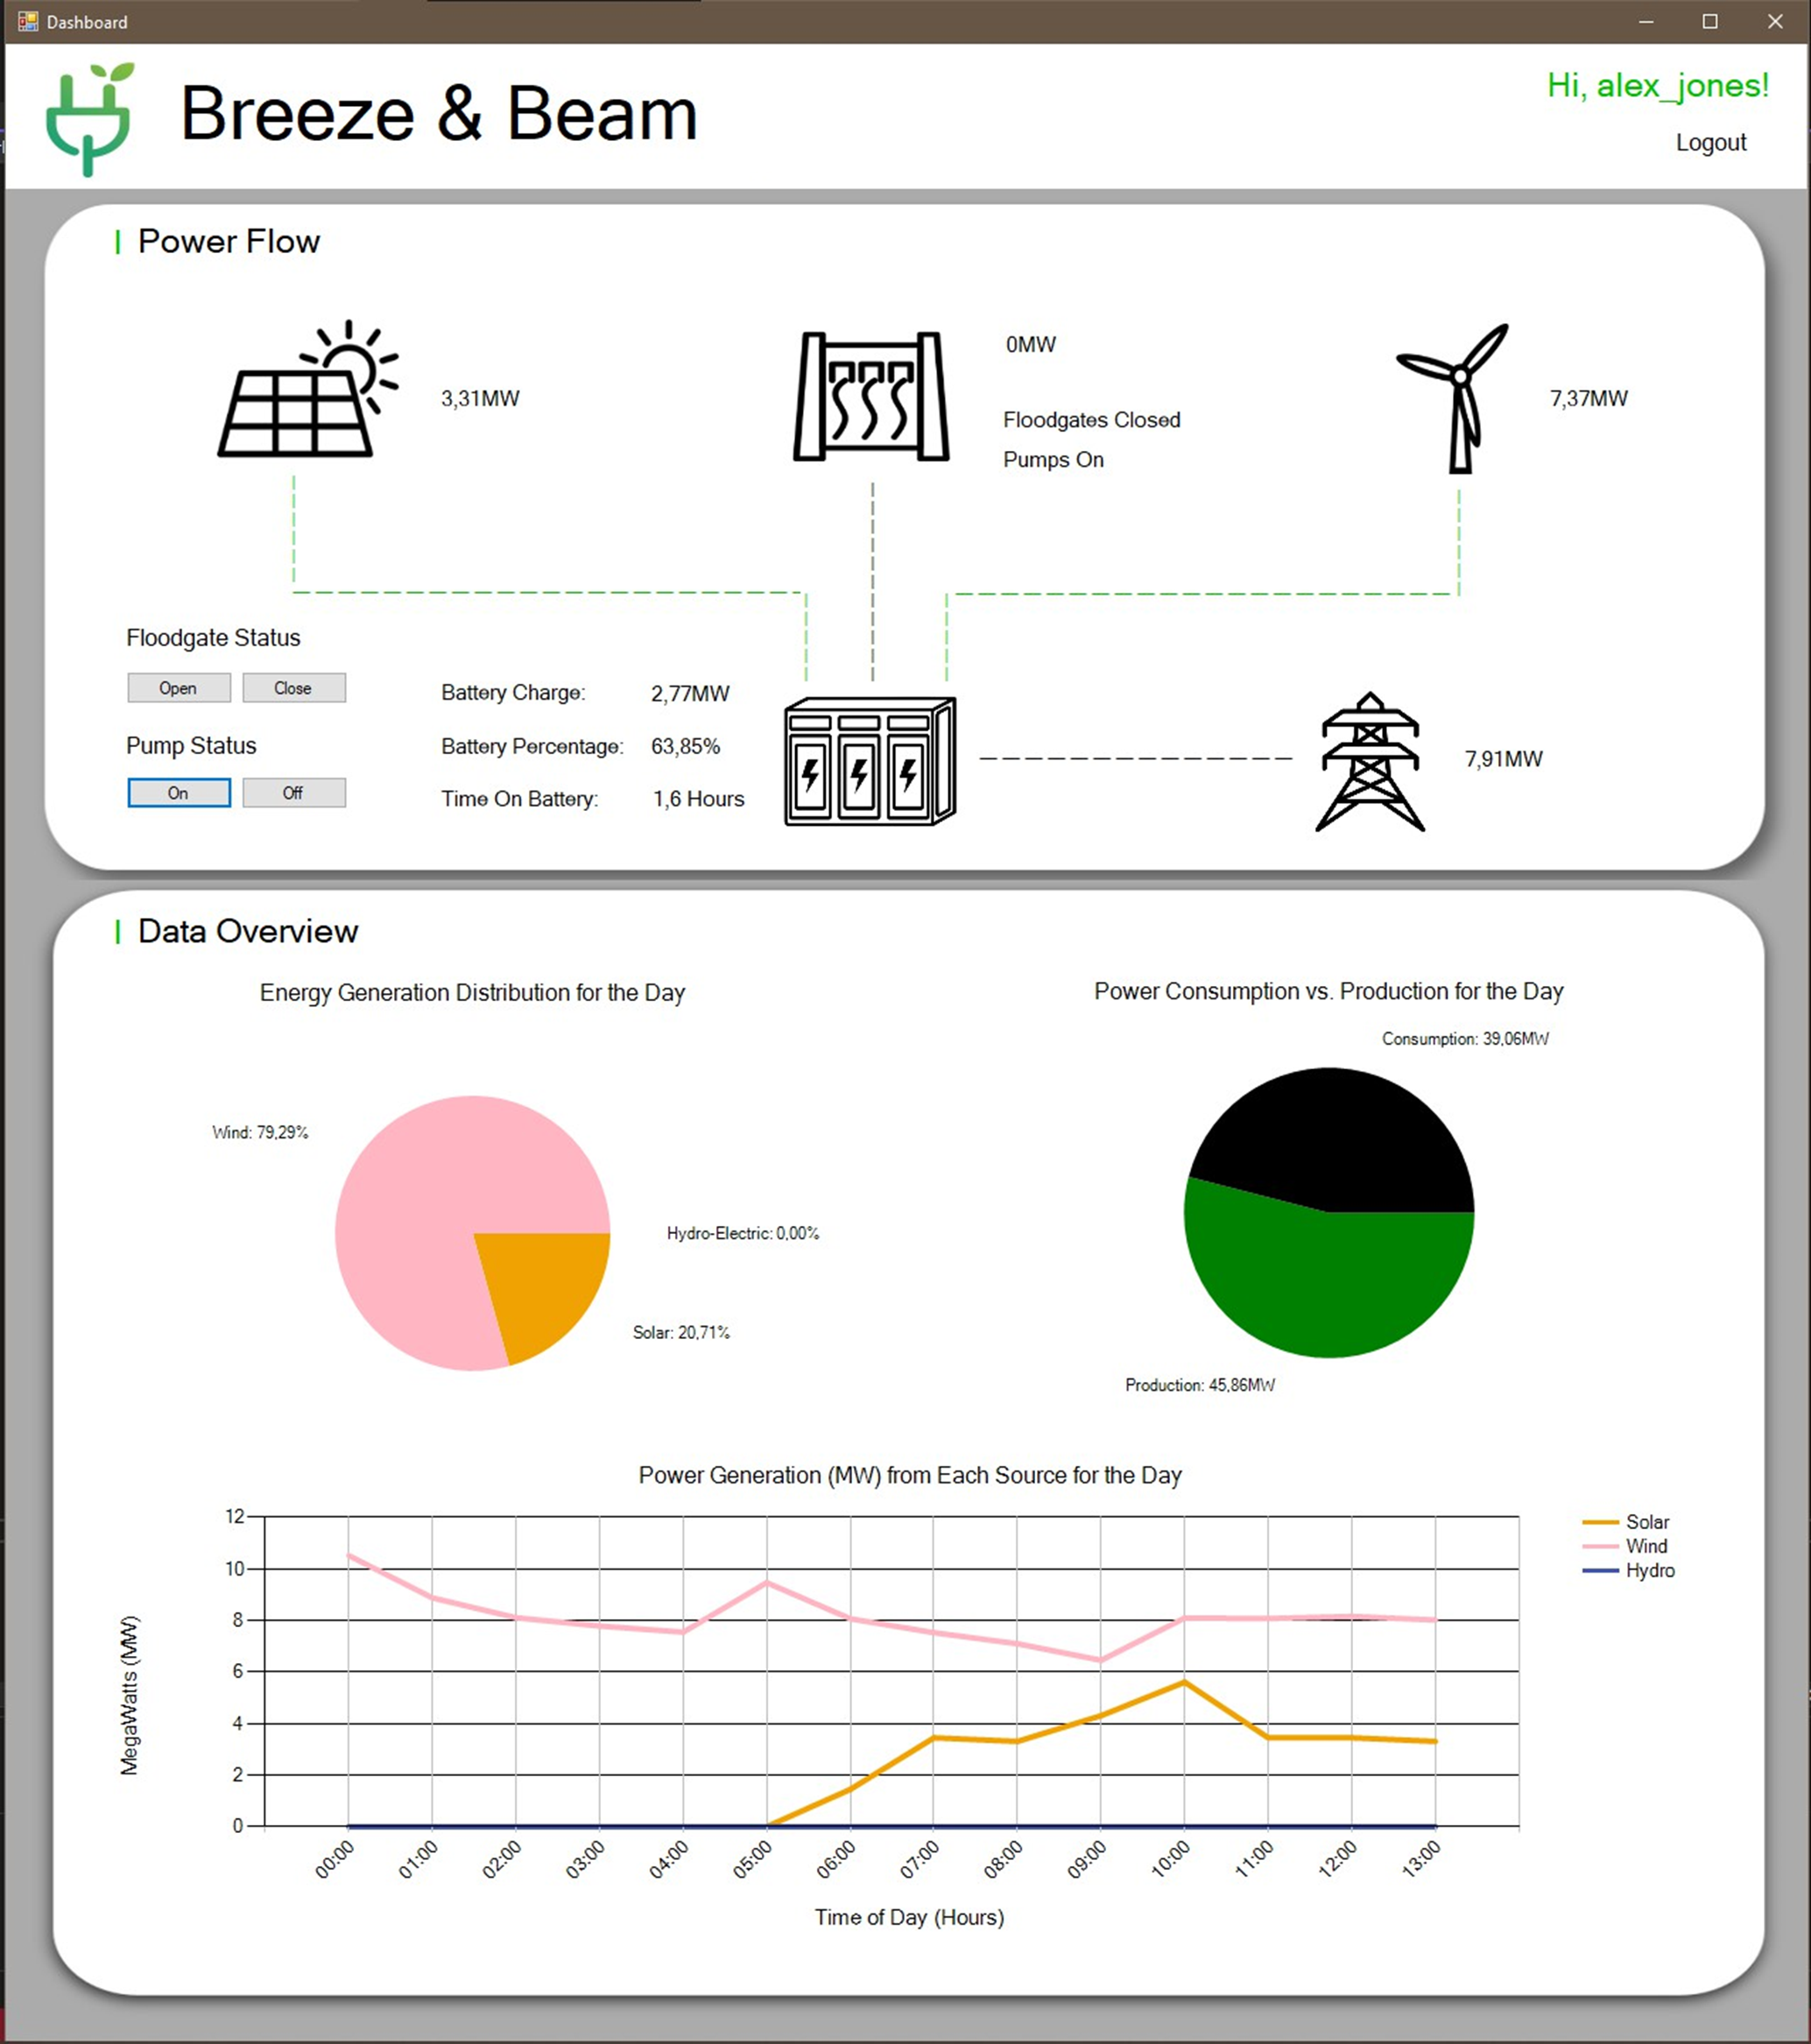 Dashboard
Breeze & Beam
Hi, alex_jones!
Logout
Power Flow
3,31MW
0MW
Floodgates Closed
Pumps On
7,37MW
Floodgate Status
Open Close
Pump Status
On Off
Battery Charge: 2,77MW
Battery Percentage: 63,85%
Time On Battery: 1,6 Hours
7,91MW
Data Overview
Energy Generation Distribution for the Day
Wind: 79,29%
Hydro-Electric: 0,00%
Solar: 20,71%
Power Consumption vs. Production for the Day
Consumption: 39,06MW
Production: 45,86MW
Power Generation (MW) from Each Source for the Day
MegaWatts (MW)
12
10
8
6
4
2
0
00:00 01:00 02:00 03:00 04:00 05:00 06:00 07:00 08:00 09:00 10:00 11:00 12:00 13:00
Time of Day (Hours)
Solar
Wind
Hydro